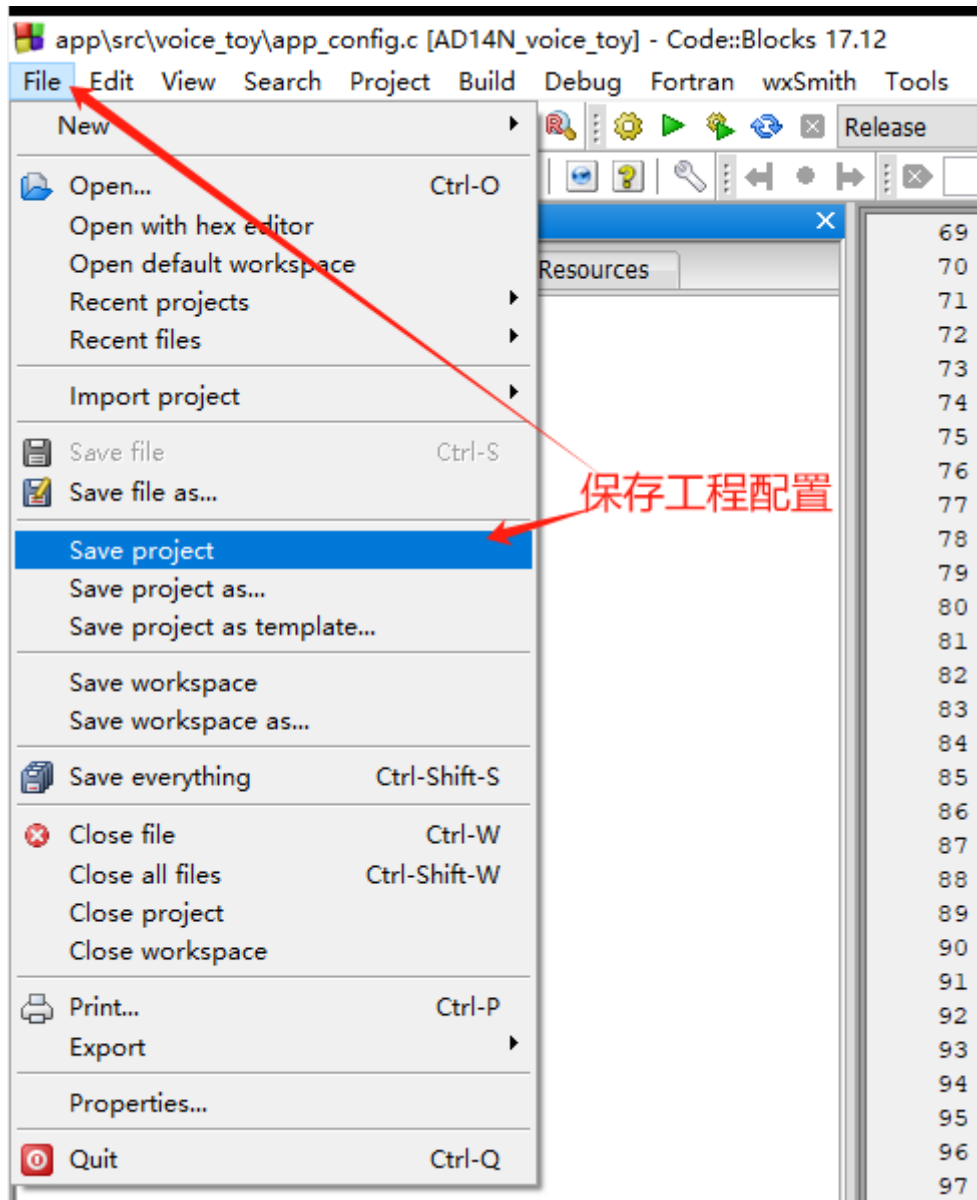 app\src\voice_toy\app_config.c [AD14N_voice_toy] - Code::Blocks 17.12
File Edit View Search Project Build Debug Fortran wxSmith Tools
New
Release
Open... Ctrl-O
Open with hex editor
Open default workspace
Resources
Recent projects
Recent files
Import project
Save file Ctrl-S
Save file as...
保存工程配置
Save project
Save project as...
Save project as template...
Save workspace
Save workspace as...
Save everything Ctrl-Shift-S
Close file Ctrl-W
Close all files Ctrl-Shift-W
Close project
Close workspace
Print... Ctrl-P
Export
Properties...
Quit Ctrl-Q
69
70
71
72
73
74
75
76
77
78
79
80
81
82
83
84
85
86
87
88
89
90
91
92
93
94
95
96
97